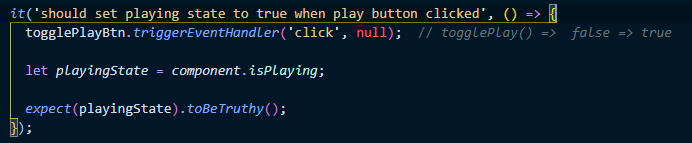 it('should set playing state to true when play button clicked', () => {
  togglePlayBtn.triggerEventHandler('click', null);  // togglePlay() =>  false => true
  let playingState = component.isPlaying;
  expect(playingState).toBeTruthy();
});